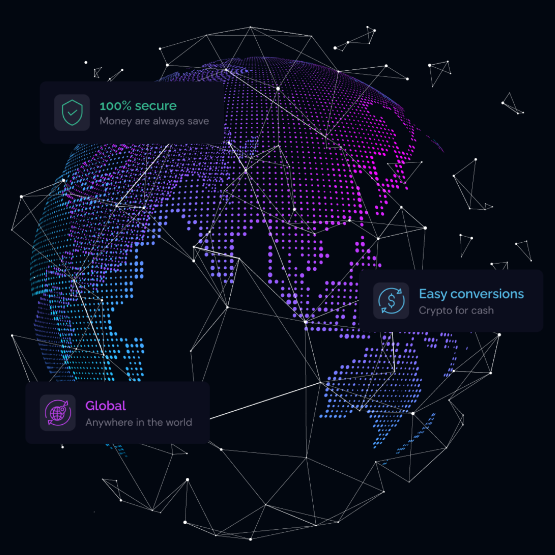 100% secure
Money are always save
Easy conversions
Crypto for cash
Global
Anywhere in the world